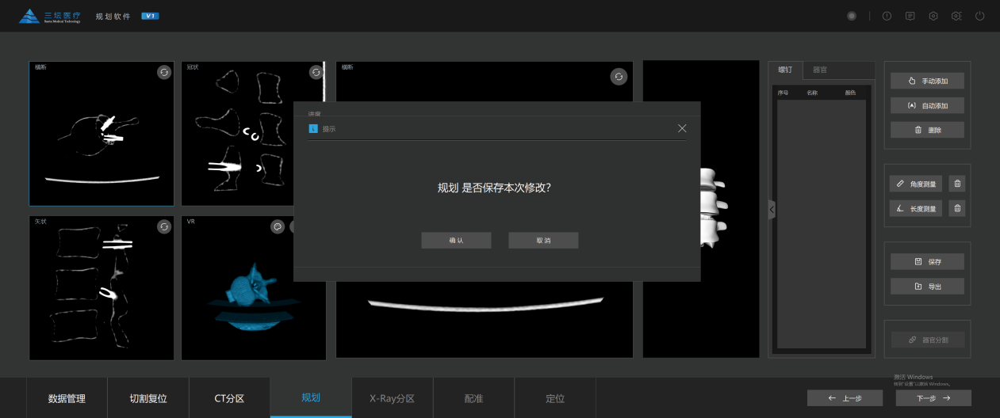 三坛医疗
Santan Medical Technology
规划软件
V1
横断
冠状
横断
螺钉
器官
手动添加
序号
名称
颜色
自动添加
删除
进度
提示
规划 是否保存本次修改?
角度测量
长度测量
矢状
VR
确认
取消
保存
导出
器官分割
激活 Windows
转到"设置"以激活 Windows。
数据管理
切割复位
CT分区
规划
X-Ray分区
配准
定位
上一步
下一步